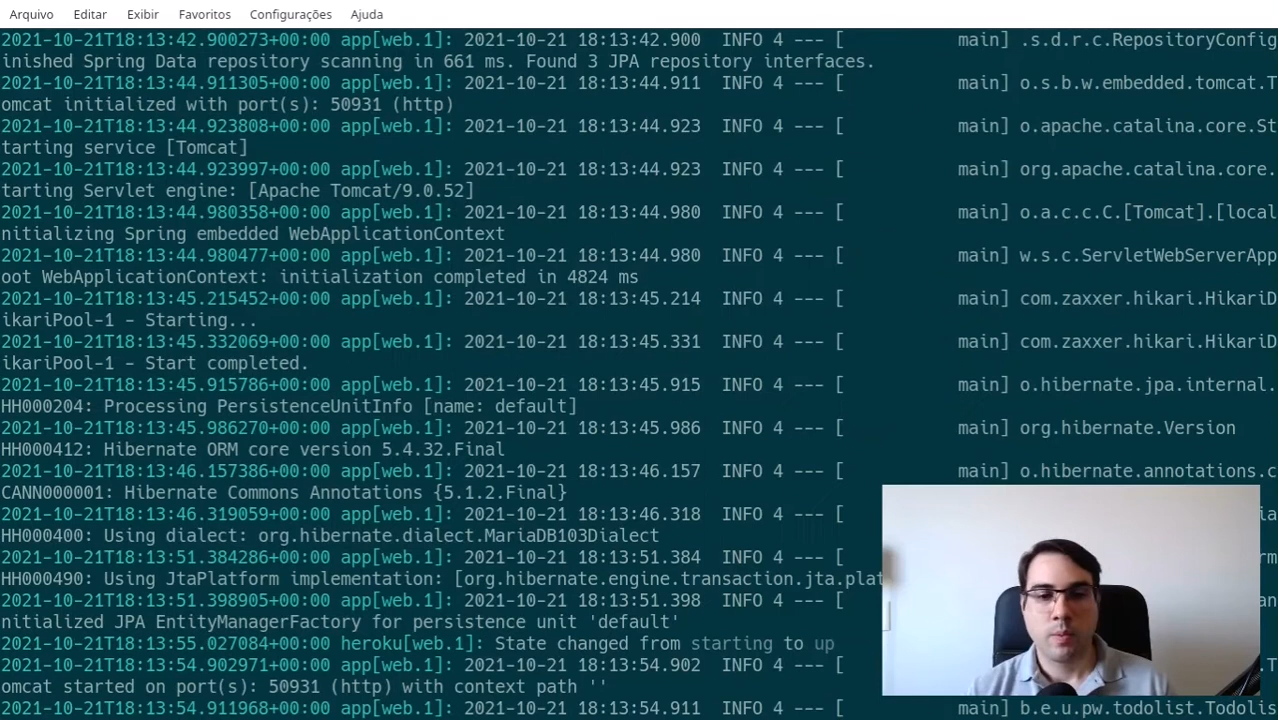 Arquivo Editar Exibir Favoritos Configurações Ajuda
2021-10-21T18:13:42.900273+00:00 app[web.1]: 2021-10-21 18:13:42.900  INFO 4 --- [           main] .s.d.r.c.RepositoryConfig
inished Spring Data repository scanning in 661 ms. Found 3 JPA repository interfaces.
2021-10-21T18:13:44.911305+00:00 app[web.1]: 2021-10-21 18:13:44.911  INFO 4 --- [           main] o.s.b.w.embedded.tomcat.T
omcat initialized with port(s): 50931 (http)
2021-10-21T18:13:44.923808+00:00 app[web.1]: 2021-10-21 18:13:44.923  INFO 4 --- [           main] o.apache.catalina.core.St
tarting service [Tomcat]
2021-10-21T18:13:44.923997+00:00 app[web.1]: 2021-10-21 18:13:44.923  INFO 4 --- [           main] org.apache.catalina.core.
tarting Servlet engine: [Apache Tomcat/9.0.52]
2021-10-21T18:13:44.980358+00:00 app[web.1]: 2021-10-21 18:13:44.980  INFO 4 --- [           main] o.a.c.c.C.[Tomcat].[local
nitializing Spring embedded WebApplicationContext
2021-10-21T18:13:44.980477+00:00 app[web.1]: 2021-10-21 18:13:44.980  INFO 4 --- [           main] w.s.c.ServletWebServerApp
oot WebApplicationContext: initialization completed in 4824 ms
2021-10-21T18:13:45.215452+00:00 app[web.1]: 2021-10-21 18:13:45.214  INFO 4 --- [           main] com.zaxxer.hikari.HikariD
ikariPool-1 - Starting...
2021-10-21T18:13:45.332069+00:00 app[web.1]: 2021-10-21 18:13:45.331  INFO 4 --- [           main] com.zaxxer.hikari.HikariD
ikariPool-1 - Start completed.
2021-10-21T18:13:45.915786+00:00 app[web.1]: 2021-10-21 18:13:45.915  INFO 4 --- [           main] o.hibernate.jpa.internal.
HH000204: Processing PersistenceUnitInfo [name: default]
2021-10-21T18:13:45.986270+00:00 app[web.1]: 2021-10-21 18:13:45.986  INFO 4 --- [           main] org.hibernate.Version
HH000412: Hibernate ORM core version 5.4.32.Final
2021-10-21T18:13:46.157386+00:00 app[web.1]: 2021-10-21 18:13:46.157  INFO 4 --- [           main] o.hibernate.annotations.c
CANN000001: Hibernate Commons Annotations {5.1.2.Final}
2021-10-21T18:13:46.319059+00:00 app[web.1]: 2021-10-21 18:13:46.318  INFO 4 --- [
HH000400: Using dialect: org.hibernate.dialect.MariaDB103Dialect
2021-10-21T18:13:51.384286+00:00 app[web.1]: 2021-10-21 18:13:51.384  INFO 4 --- [
HH000490: Using JtaPlatform implementation: [org.hibernate.engine.transaction.jta.plat
2021-10-21T18:13:51.398905+00:00 app[web.1]: 2021-10-21 18:13:51.398  INFO 4 --- [
nitialized JPA EntityManagerFactory for persistence unit 'default'
2021-10-21T18:13:55.027084+00:00 heroku[web.1]: State changed from starting to up
2021-10-21T18:13:54.902971+00:00 app[web.1]: 2021-10-21 18:13:54.902  INFO 4 --- [
omcat started on port(s): 50931 (http) with context path ''
2021-10-21T18:13:54.911968+00:00 app[web.1]: 2021-10-21 18:13:54.911  INFO 4 --- [           main] b.e.u.pw.todolist.Todolis